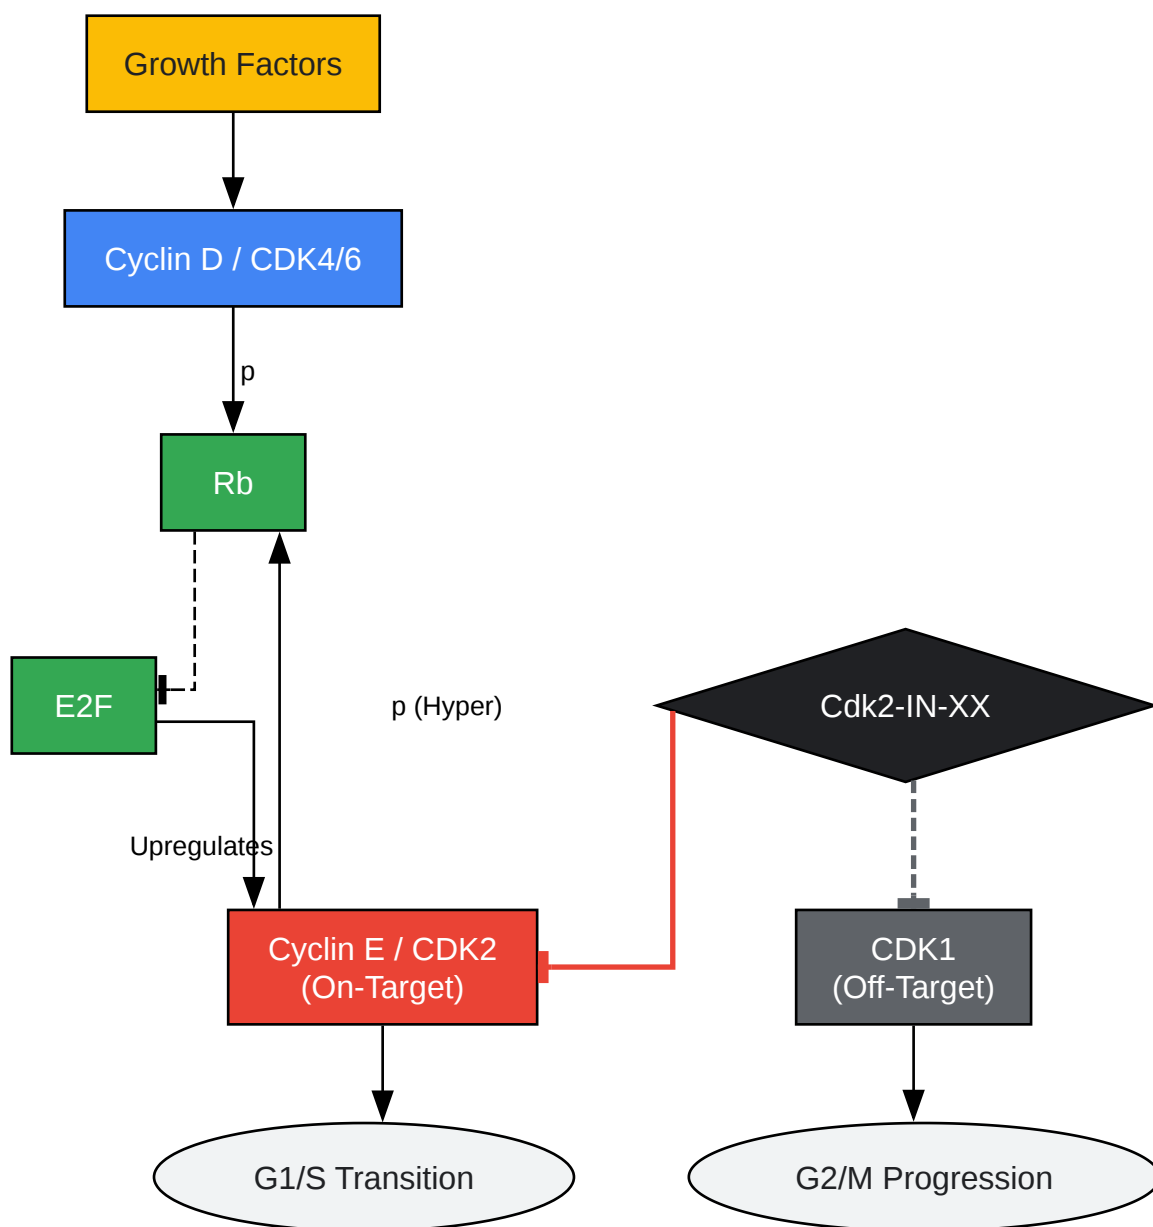 Growth Factors
Cyclin D / CDK4/6
p
Rb
E2F
p (Hyper)
Cdk2-IN-XX
Upregulates
Cyclin E / CDK2
(On-Target)
CDK1
(Off-Target)
G1/S Transition
G2/M Progression